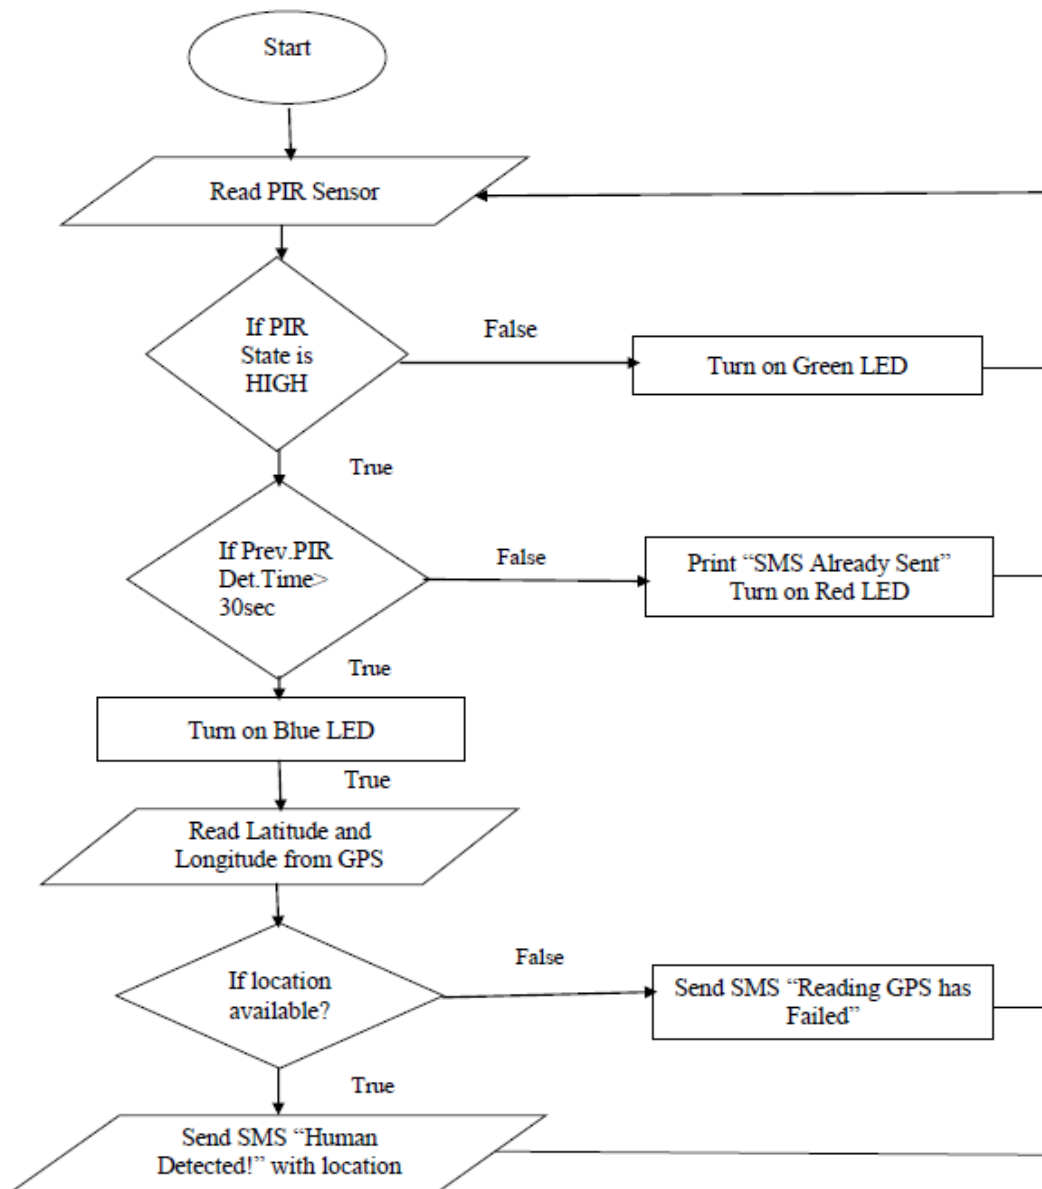 Start
Read PIR Sensor
If PIR
State is
HIGH
False
Turn on Green LED
True
If Prev.PIR
Det.Time>
30sec
False
Print “SMS Already Sent”
Turn on Red LED
True
Turn on Blue LED
True
Read Latitude and
Longitude from GPS
If location
available?
False
Send SMS “Reading GPS has
Failed”
True
Send SMS “Human
Detected!” with location